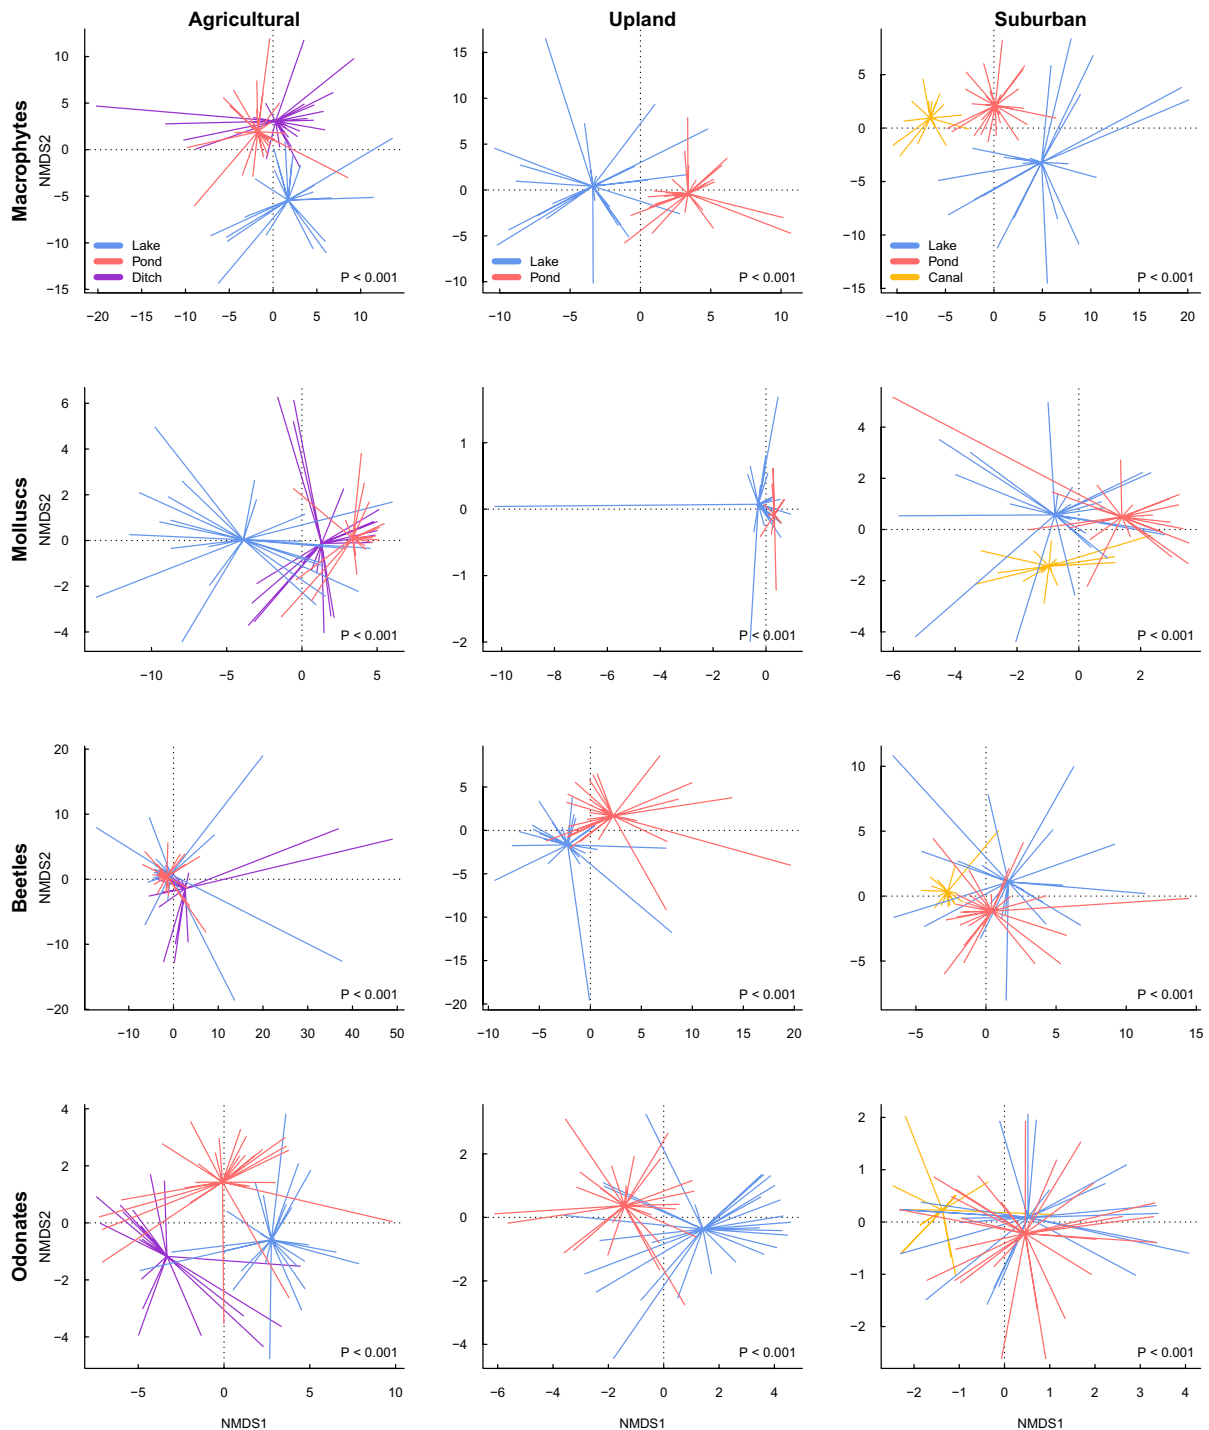 Agricultural Upland Suburban
Macrophytes
NMDS2
10
5
0
−5
−10
−15
Lake
Pond
Ditch
P < 0.001
−20 −15 −10 −5 0 5 10
15
10
5
0
−5
−10
Lake
Pond
P < 0.001
−10 −5 0 5 10
5
0
−5
−10
−15
Lake
Pond
Canal
P < 0.001
−10 −5 0 5 10 15 20
Molluscs
NMDS2
6
4
2
0
−2
−4
P < 0.001
−10 −5 0 5
1
0
−1
−2
P < 0.001
−10 −8 −6 −4 −2 0
4
2
0
−2
−4
P < 0.001
−6 −4 −2 0 2
Beetles
NMDS2
20
10
0
−10
−20
P < 0.001
−10 0 10 20 30 40 50
5
0
−5
−10
−15
−20
P < 0.001
−10 −5 0 5 10 15 20
10
5
0
−5
P < 0.001
−5 0 5 10 15
Odonates
NMDS2
4
2
0
−2
−4
P < 0.001
−5 0 5 10
NMDS1
2
0
−2
−4
P < 0.001
−6 −4 −2 0 2 4
NMDS1
2
1
0
−1
−2
P < 0.001
−2 −1 0 1 2 3 4
NMDS1